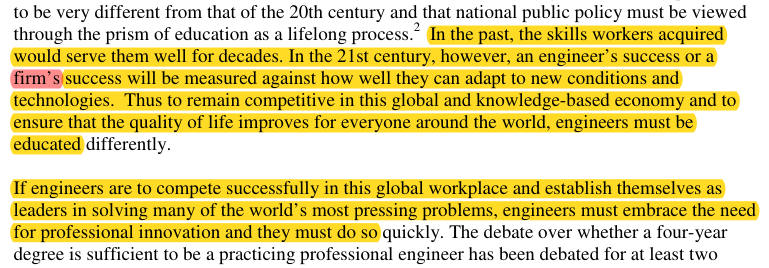 to be very different from that of the 20th century and that national public policy must be viewed
through the prism of education as a lifelong process.2 In the past, the skills workers acquired
would serve them well for decades. In the 21st century, however, an engineer's success or a
firm's success will be measured against how well they can adapt to new conditions and
technologies. Thus to remain competitive in this global and knowledge-based economy and to
ensure that the quality of life improves for everyone around the world, engineers must be
educated differently.
If engineers are to compete successfully in this global workplace and establish themselves as
leaders in solving many of the world's most pressing problems, engineers must embrace the need
for professional innovation and they must do so quickly. The debate over whether a four-year
degree is sufficient to be a practicing professional engineer has been debated for at least two